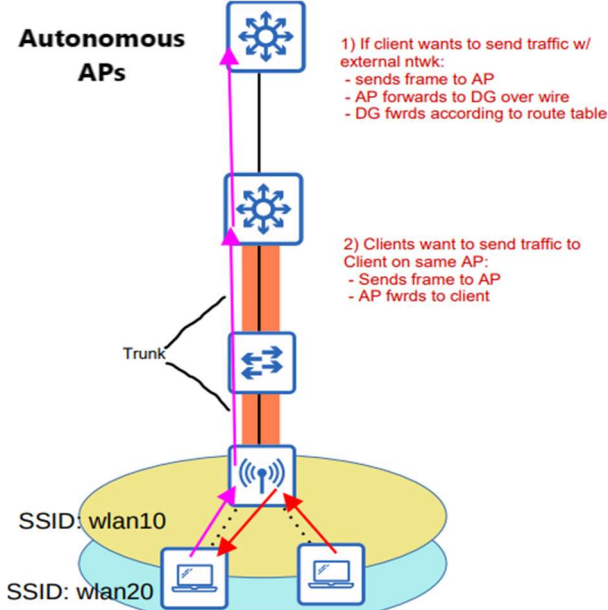 Autonomous
APs
1) If client wants to send traffic w/
external ntwk:
- sends frame to AP
- AP forwards to DG over wire
- DG fwrds according to route table
2) Clients want to send traffic to
Client on same AP:
- Sends frame to AP
- AP fwrds to client
Trunk
SSID: wlan10
SSID: wlan20